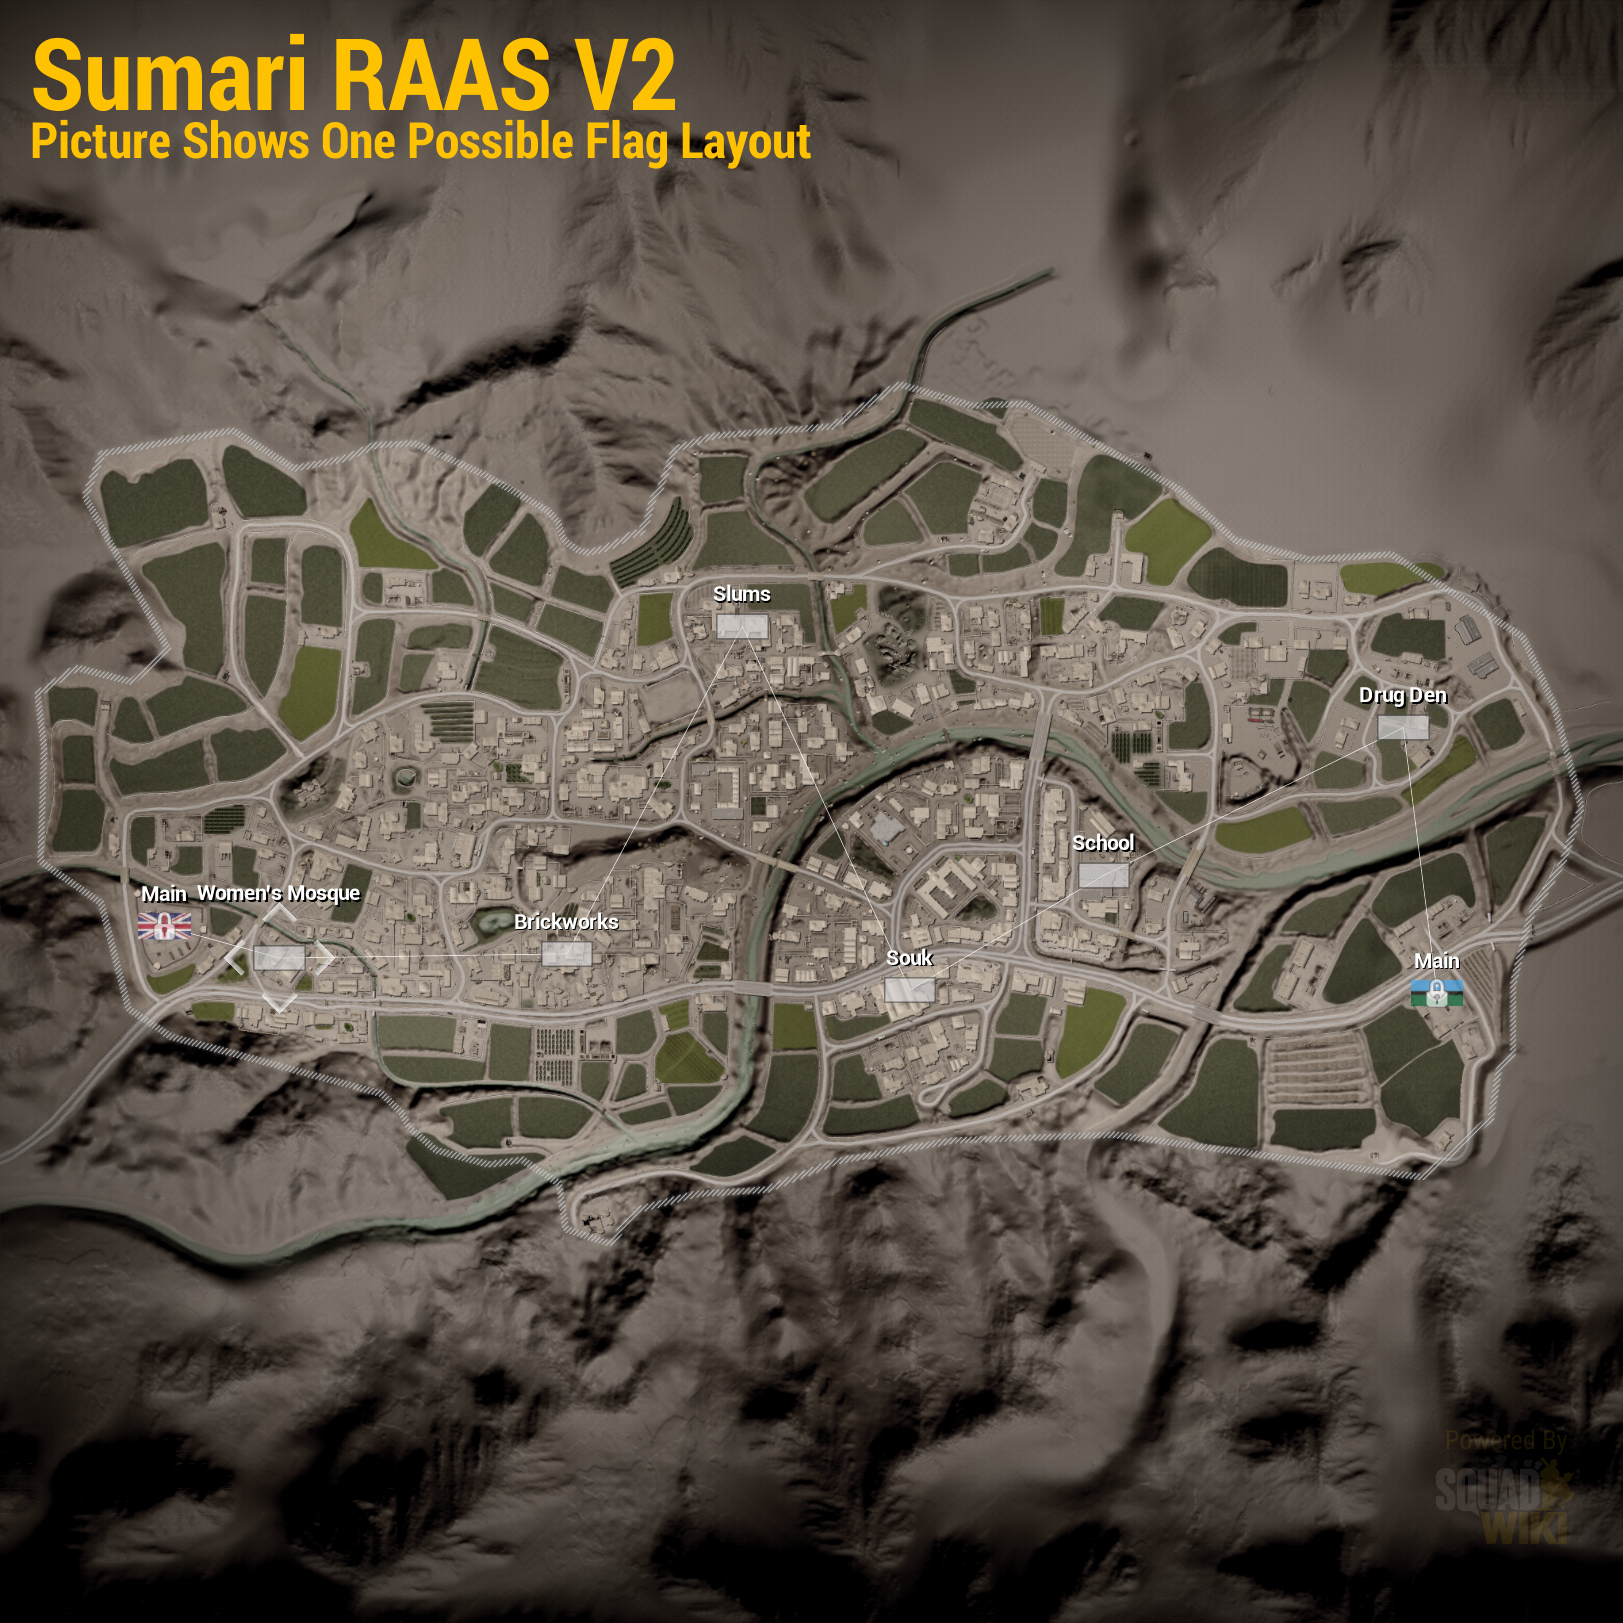 Sumari RAAS V2
Picture Shows One Possible Flag Layout
Slums
Drug Den
School
Main
Women's Mosque
Brickworks
Souk
Main
Powered By
SQUAD
WIKI